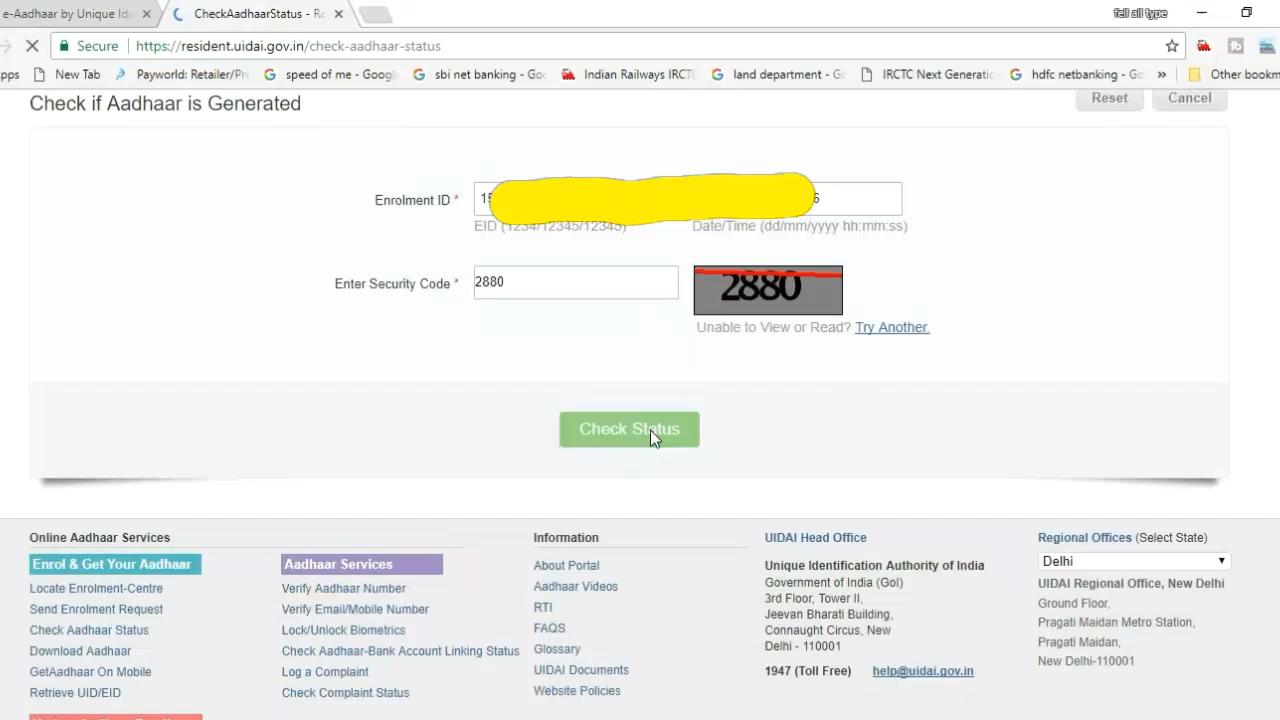 e-Aadhaar by Unique Id
CheckAadhaarStatus - Re
fell all type
Secure
https://resident.uidai.gov.in/check-aadhaar-status
pps
New Tab
Payworld: Retailer/Pr
speed of me - Googl
sbi net banking - Go
Indian Railways IRCT
land department - G
IRCTC Next Generati
hdfc netbanking - Go
»
Other bookm
Check if Aadhaar is Generated
Reset
Cancel
Enrolment ID *
6
EID (1234/12345/12345)
Date/Time (dd/mm/yyyy hh:mm:ss)
Enter Security Code *
2880
2880
Unable to View or Read? Try Another.
Check Status
Online Aadhaar Services
Enrol & Get Your Aadhaar
Locate Enrolment-Centre
Send Enrolment Request
Check Aadhaar Status
Download Aadhaar
GetAadhaar On Mobile
Retrieve UID/EID
Aadhaar Services
Verify Aadhaar Number
Verify Email/Mobile Number
Lock/Unlock Biometrics
Check Aadhaar-Bank Account Linking Status
Log a Complaint
Check Complaint Status
Information
About Portal
Aadhaar Videos
RTI
FAQS
Glossary
UIDAI Documents
Website Policies
UIDAI Head Office
Unique Identification Authority of India
Government of India (GoI)
3rd Floor, Tower II,
Jeevan Bharati Building,
Connaught Circus, New
Delhi - 110001
1947 (Toll Free) help@uidai.gov.in
Regional Offices (Select State)
Delhi
UIDAI Regional Office, New Delhi
Ground Floor,
Pragati Maidan Metro Station,
Pragati Maidan,
New Delhi-110001